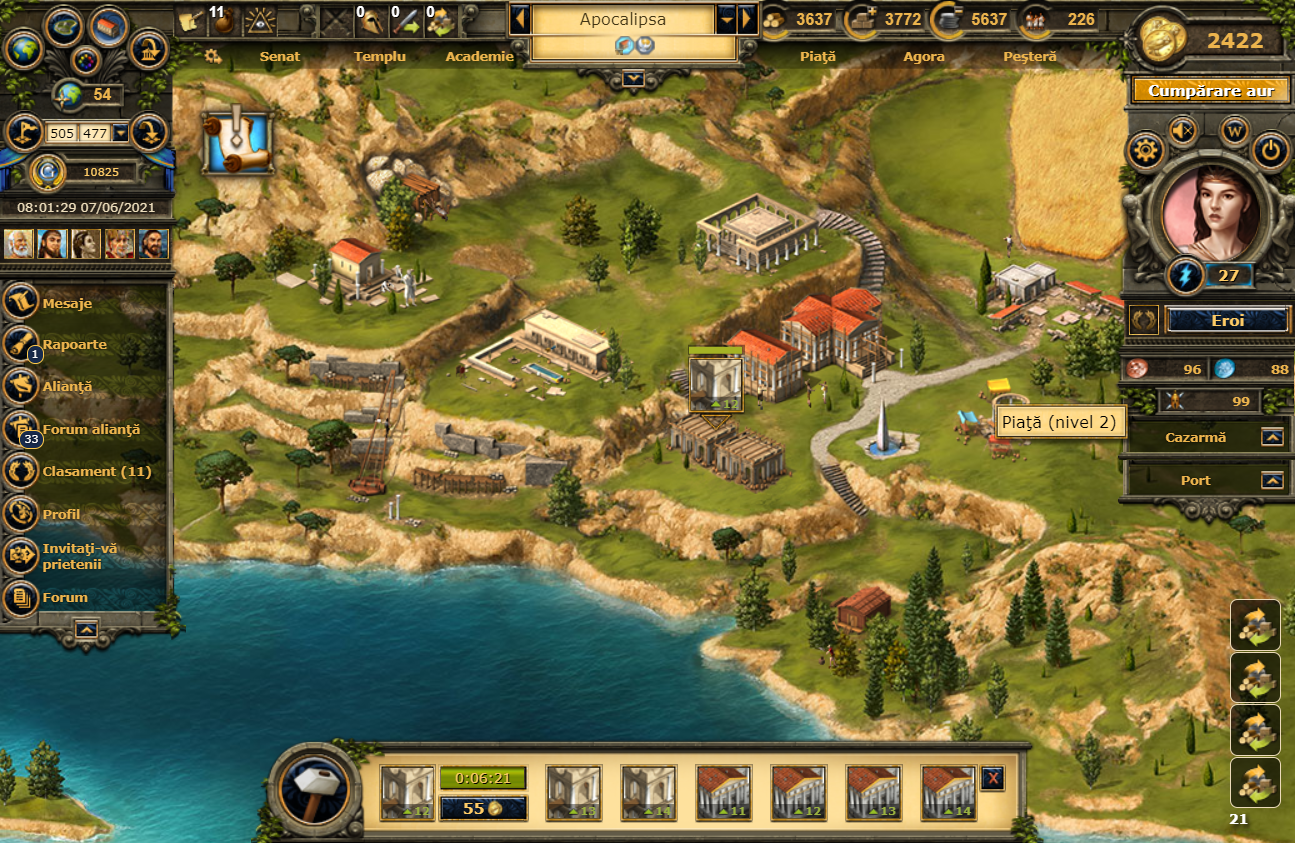 11
0
0
0
Apocalipsa
3637
3772
5637
226
2422
Senat
Templu
Academie
Piaţă
Agora
Peşteră
54
Cumpărare aur
505
477
W
10825
08:01:29 07/06/2021
27
Mesaje
Eroi
1
Rapoarte
96
88
Alianţă
99
33
Forum alianţă
12
Piaţă (nivel 2)
Cazarmă
Clasament (11)
Port
Profil
Invitaţi-vă
prietenii
Forum
0:06:21
X
12
55
13
14
11
12
13
14
21